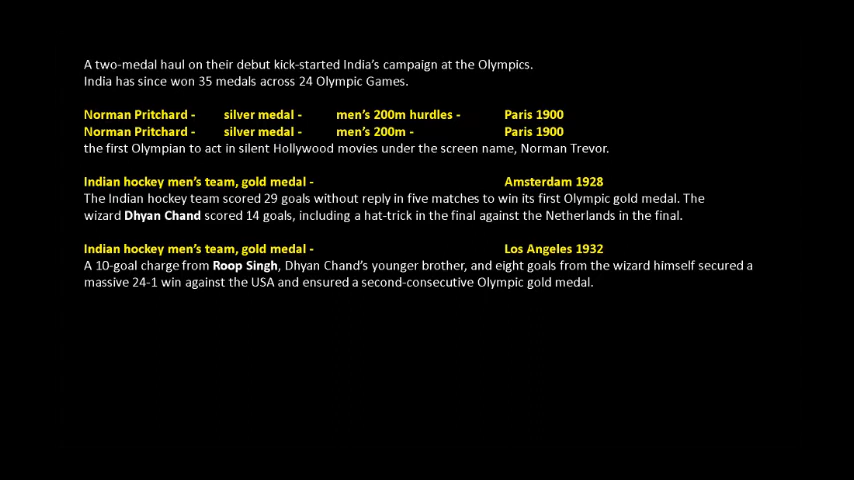 A two-medal haul on their debut kick-started India's campaign at the Olympics.
India has since won 35 medals across 24 Olympic Games.
Norman Pritchard - silver medal - men's 200m hurdles - Paris 1900
Norman Pritchard - silver medal - men's 200m - Paris 1900
the first Olympian to act in silent Hollywood movies under the screen name, Norman Trevor.
Indian hockey men's team, gold medal - Amsterdam 1928
The Indian hockey team scored 29 goals without reply in five matches to win its first Olympic gold medal. The
wizard Dhyan Chand scored 14 goals, including a hat-trick in the final against the Netherlands in the final.
Indian hockey men's team, gold medal - Los Angeles 1932
A 10-goal charge from Roop Singh, Dhyan Chand's younger brother, and eight goals from the wizard himself secured a
massive 24-1 win against the USA and ensured a second-consecutive Olympic gold medal.